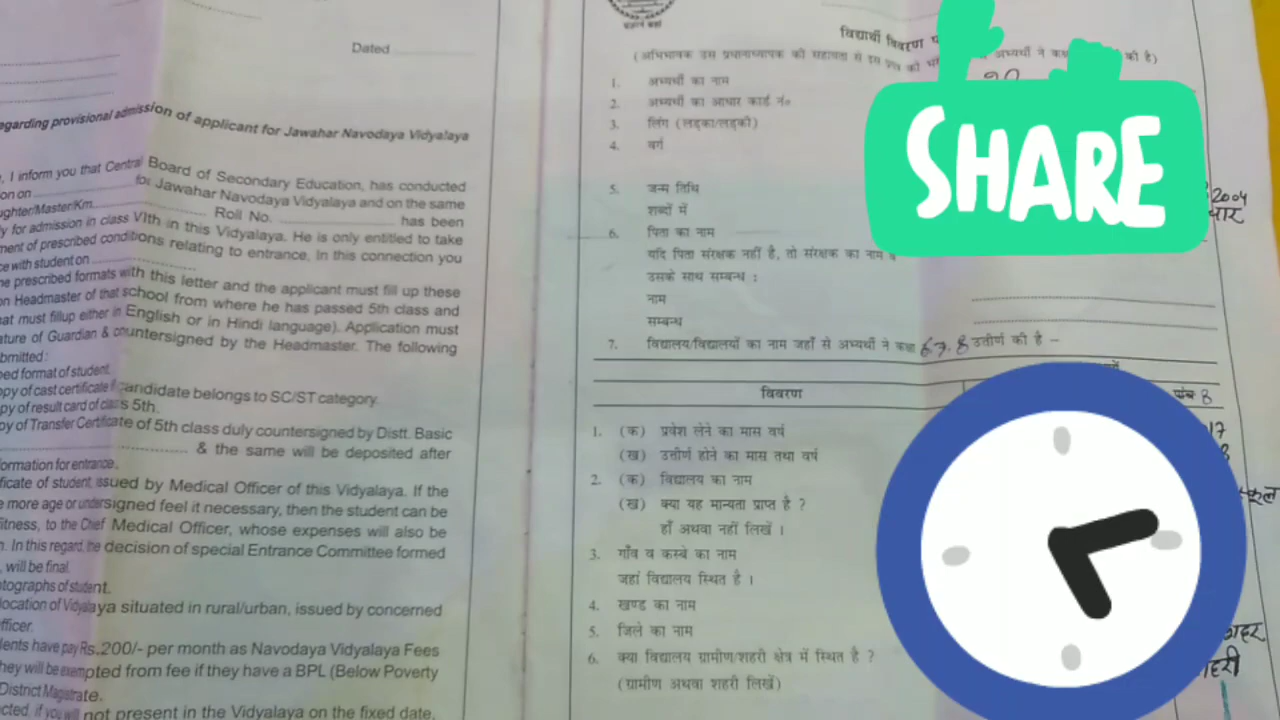 Dated
egarding provisional admission of applicant for Jawahar Navodaya Vidyalaya
, I inform you that Central Board of Secondary Education, has conducted
on on for Jawahar Navodaya Vidyalaya and on the same
ughter/Master/Km. Roll No. has been
ly for admission in class VIth in this Vidyalaya. He is only entitled to take
ment of prescribed conditions relating to entrance. In this connection you
ce with student on
e prescribed formats with this letter and the applicant must fill up these
on Headmaster of that school from where he has passed 5th class and
hat must fillup either in English or in Hindi language). Application must
ature of Guardian & countersigned by the Headmaster. The following
bmitted :
bed format of student.
opy of cast certificate if candidate belongs to SC/ST category.
py of result card of class 5th.
py of Transfer Certificate of 5th class duly countersigned by Distt. Basic
& the same will be deposited after
formation for entrance.
ficate of student, issued by Medical Officer of this Vidyalaya. If the
e more age or undersigned feel it necessary, then the student can be
itness, to the Chief Medical Officer, whose expenses will also be
n. In this regard, the decision of special Entrance Committee formed
, will be final.
otographs of student.
location of Vidyalaya situated in rural/urban, issued by concerned
fficer.
ents have pay Rs.200/- per month as Navodaya Vidyalaya Fees
hey will be exempted from fee if they have a BPL (Below Poverty
District Magistrate.
cted, if you will not present in the Vidyalaya on the fixed date,
विद्यार्थी विवरण
(अभिभावक उस प्रधानाध्यापक की सहायता से इस प्रपत्र को अभ्यर्थी ने कक्षा की है)
1. अभ्यर्थी का नाम
2. अभ्यर्थी का आधार कार्ड नं०
3. लिंग (लड़का/लड़की)
4. वर्ग
5. जन्म तिथि 2004
शब्दों में चार
6. पिता का नाम
यदि पिता संरक्षक नहीं है, तो संरक्षक का नाम व
उसके साथ सम्बन्ध :
नाम
सम्बन्ध
7. विद्यालय/विद्यालयों का नाम जहाँ से अभ्यर्थी ने कक्षा 6,7,8 उत्तीर्ण की है –
विवरण 8
1. (क) प्रवेश लेने का मास वर्ष 17
(ख) उत्तीर्ण होने का मास तथा वर्ष
2. (क) विद्यालय का नाम स्कूल
(ख) क्या यह मान्यता प्राप्त है ?
हाँ अथवा नहीं लिखें ।
3. गाँव व कस्बे का नाम
जहां विद्यालय स्थित है ।
4. खण्ड का नाम
5. जिले का नाम
6. क्या विद्यालय ग्रामीण/शहरी क्षेत्र में स्थित है ?
(ग्रामीण अथवा शहरी लिखें)
SHARE